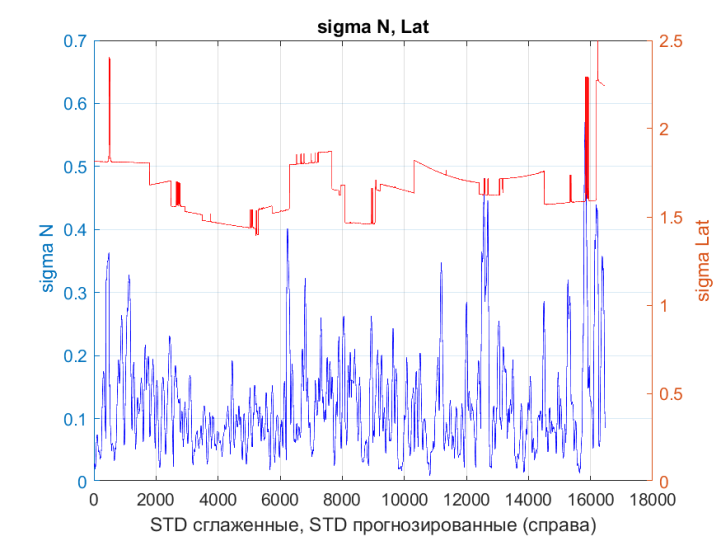 sigma N, Lat
0.7
0.6
0.5
0.4
0.3
0.2
0.1
0
sigma N
2.5
2
1.5
1
0.5
0
sigma Lat
0 2000 4000 6000 8000 10000 12000 14000 16000 18000
STD сглаженные, STD прогнозированные (справа)